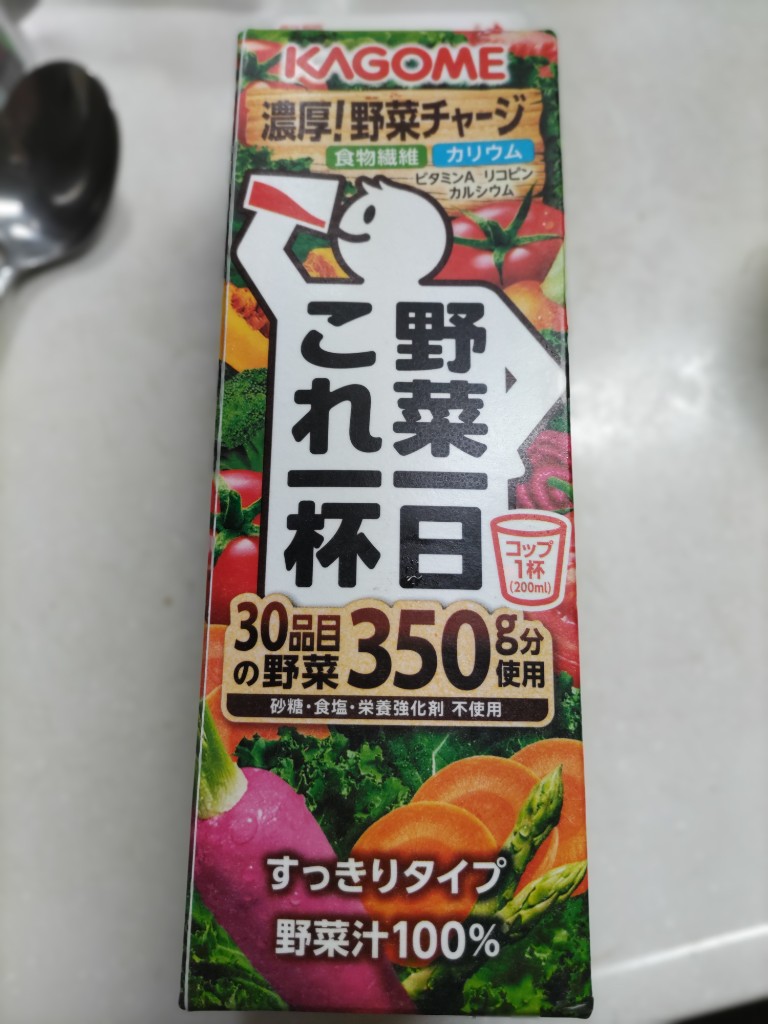 KAGOME
濃厚!野菜チャージ
食物繊維 カリウム
ビタミンA リコピン
カルシウム
野菜一日
これ一杯
コップ
1杯
(200ml)
30品目
の野菜
350g分
使用
砂糖・食塩・栄養強化剤 不使用
すっきりタイプ
野菜汁100%